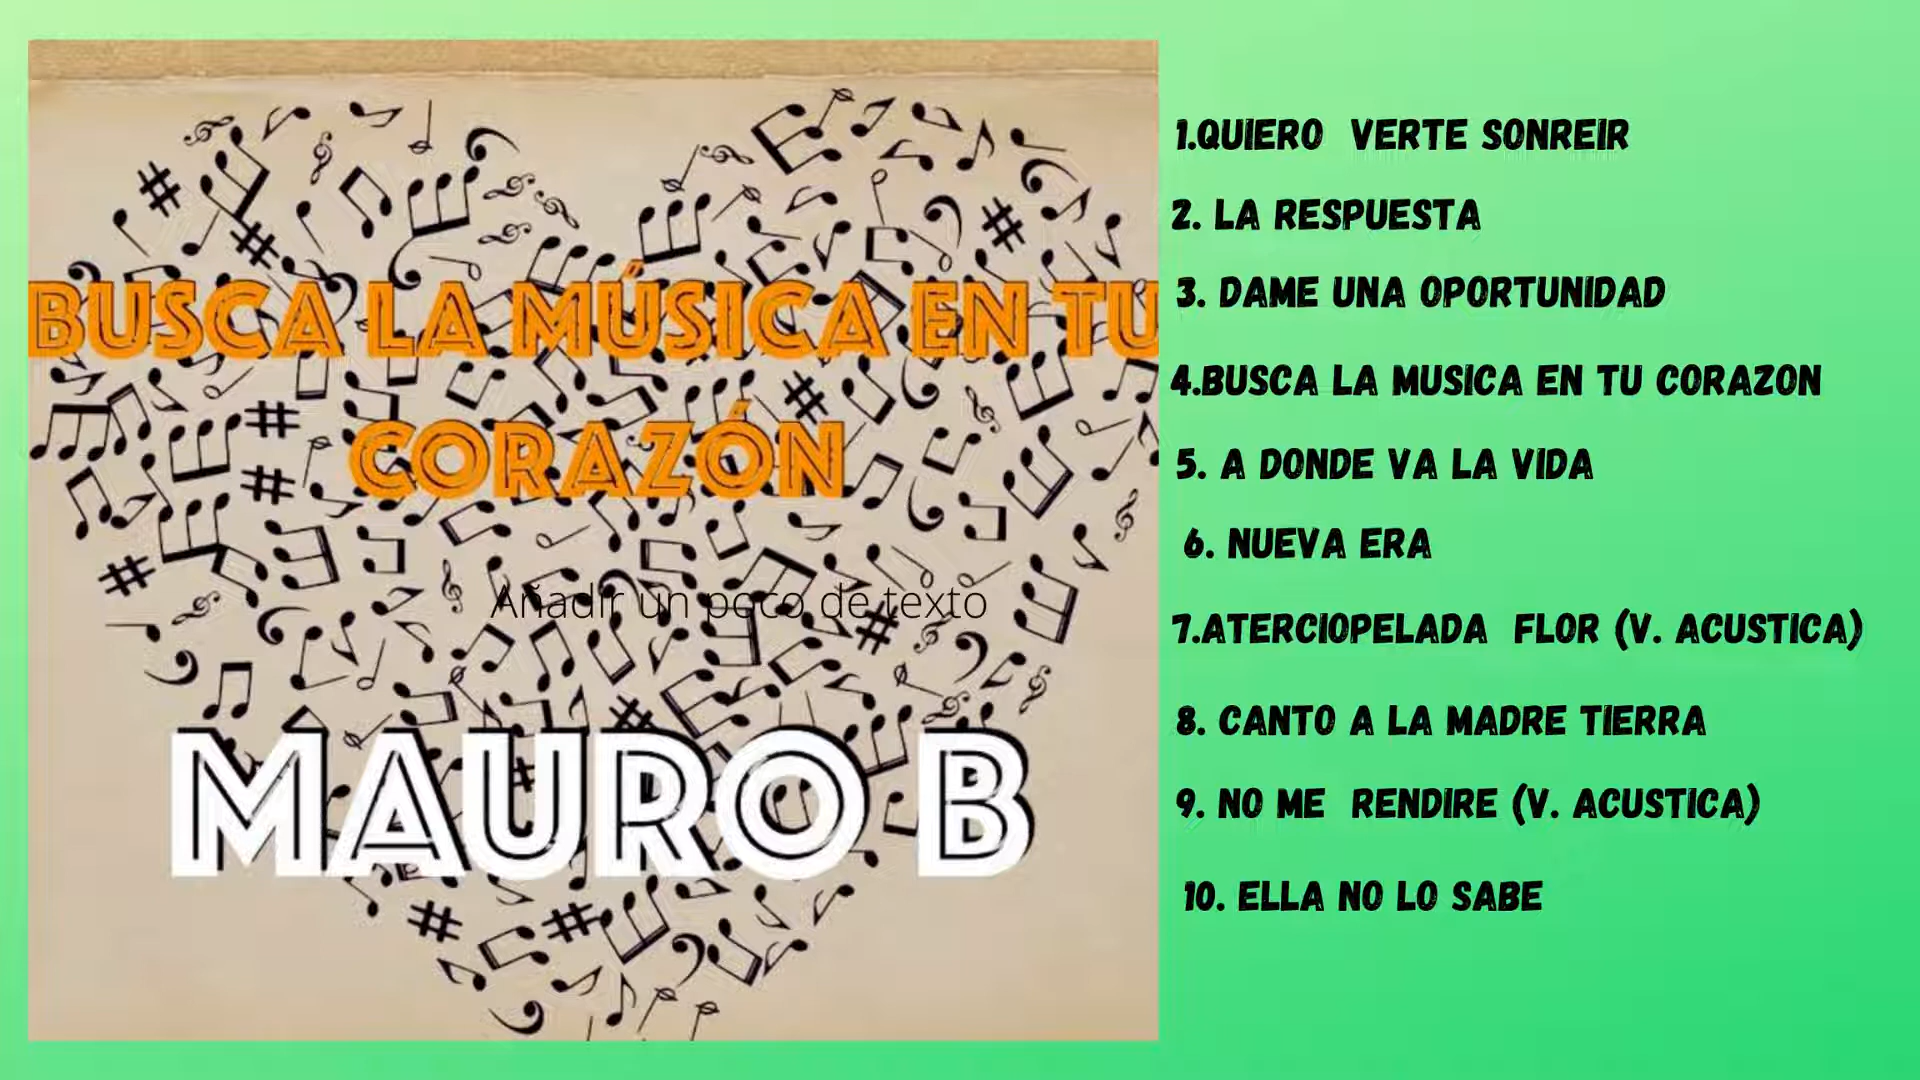 BUSCA LA MÚSICA EN TU
CORAZÓN
Añadir un poco de texto
MAURO B
1.QUIERO VERTE SONREIR
2. LA RESPUESTA
3. DAME UNA OPORTUNIDAD
4.BUSCA LA MUSICA EN TU CORAZON
5. A DONDE VA LA VIDA
6. NUEVA ERA
7.ATERCIOPELADA FLOR (V. ACUSTICA)
8. CANTO A LA MADRE TIERRA
9. NO ME RENDIRE (V. ACUSTICA)
10. ELLA NO LO SABE